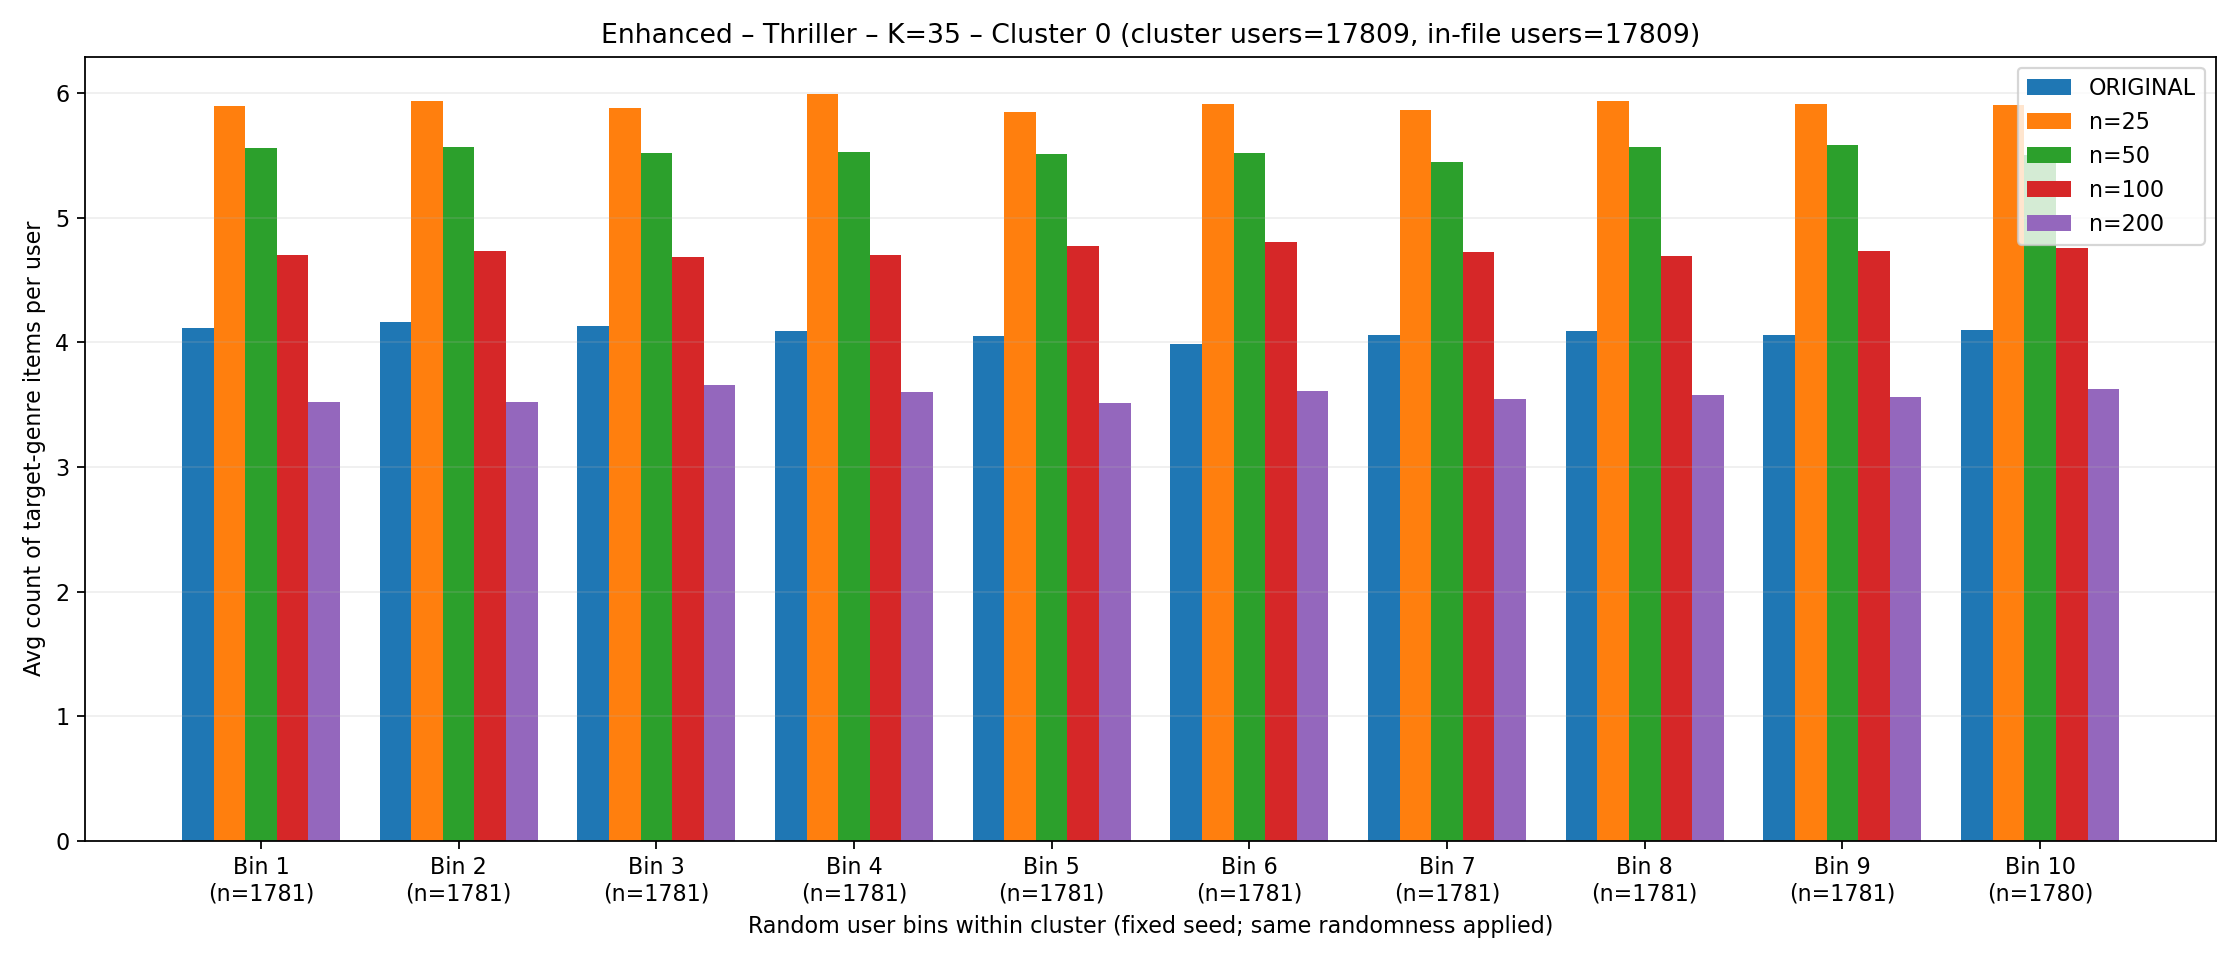 Enhanced – Thriller – K=35 – Cluster 0 (cluster users=17809, in-file users=17809)
ORIGINAL
n=25
n=50
n=100
n=200
Avg count of target-genre items per user
6
5
4
3
2
1
0
Bin 1 Bin 2 Bin 3 Bin 4 Bin 5 Bin 6 Bin 7 Bin 8 Bin 9 Bin 10
(n=1781) (n=1781) (n=1781) (n=1781) (n=1781) (n=1781) (n=1781) (n=1781) (n=1781) (n=1780)
Random user bins within cluster (fixed seed; same randomness applied)